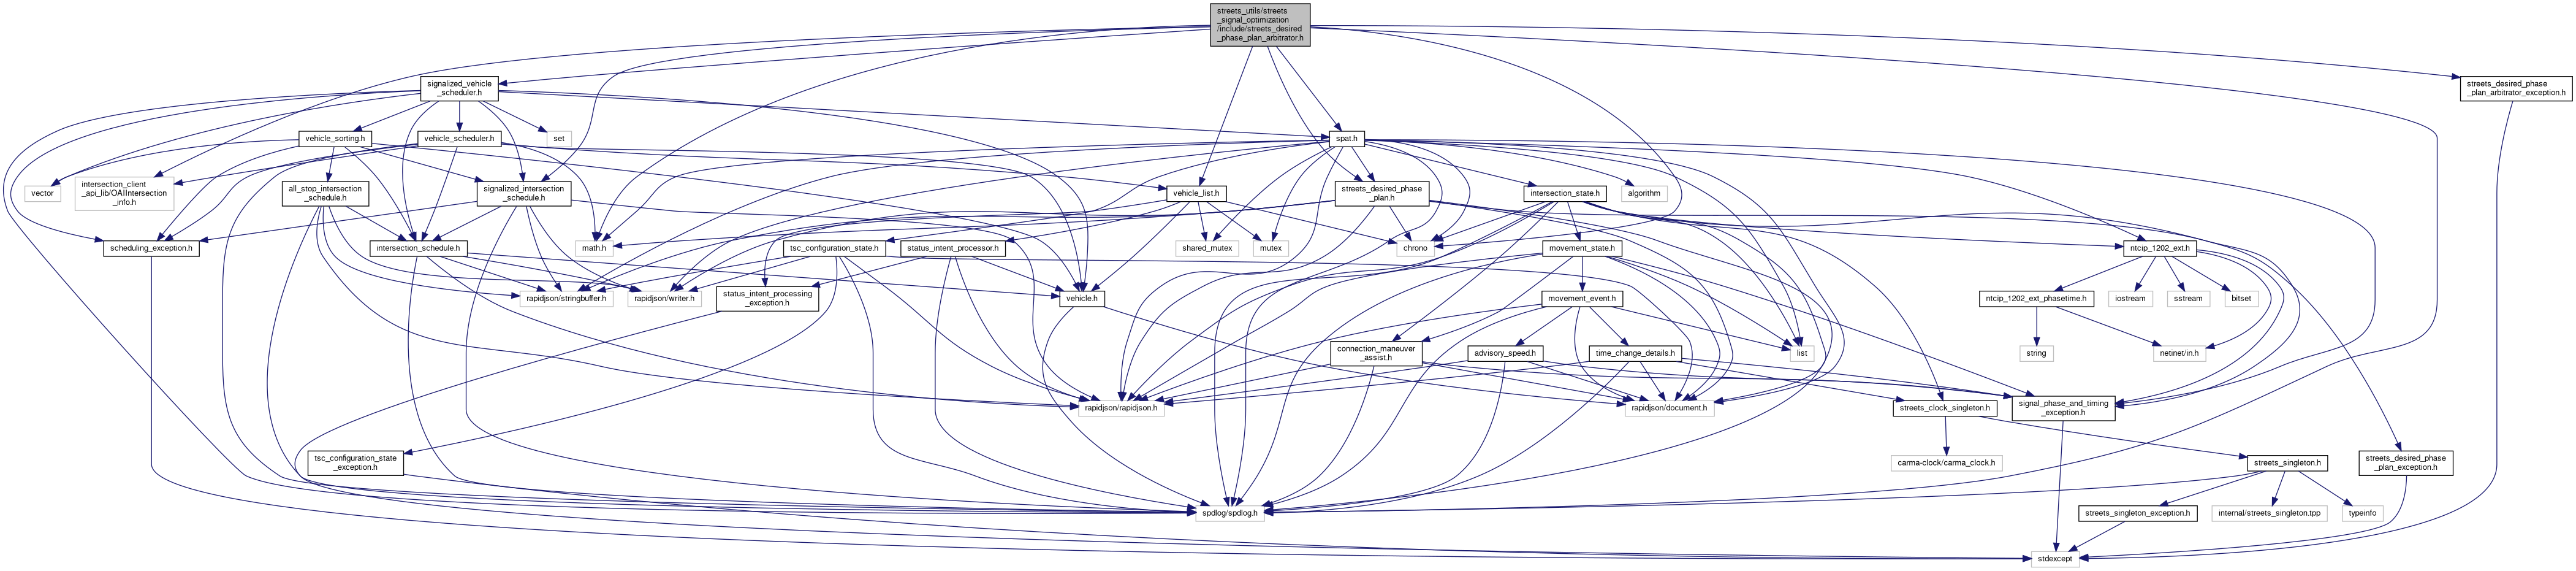 streets_utils/streets
_signal_optimization
/include/streets_desired
_phase_plan_arbitrator.h
signalized_vehicle
_scheduler.h
streets_desired_phase
_plan_arbitrator_exception.h
vehicle_sorting.h
vehicle_scheduler.h
set
spat.h
vector
intersection_client
_api_lib/OAIIntersection
_info.h
all_stop_intersection
_schedule.h
signalized_intersection
_schedule.h
vehicle_list.h
streets_desired_phase
_plan.h
intersection_state.h
algorithm
scheduling_exception.h
intersection_schedule.h
math.h
tsc_configuration_state.h
status_intent_processor.h
shared_mutex
mutex
chrono
movement_state.h
ntcip_1202_ext.h
rapidjson/stringbuffer.h
rapidjson/writer.h
status_intent_processing
_exception.h
vehicle.h
movement_event.h
ntcip_1202_ext_phasetime.h
iostream
sstream
bitset
connection_maneuver
_assist.h
advisory_speed.h
time_change_details.h
list
string
netinet/in.h
rapidjson/rapidjson.h
rapidjson/document.h
streets_clock_singleton.h
signal_phase_and_timing
_exception.h
tsc_configuration_state
_exception.h
carma-clock/carma_clock.h
streets_singleton.h
streets_desired_phase
_plan_exception.h
spdlog/spdlog.h
streets_singleton_exception.h
internal/streets_singleton.tpp
typeinfo
stdexcept